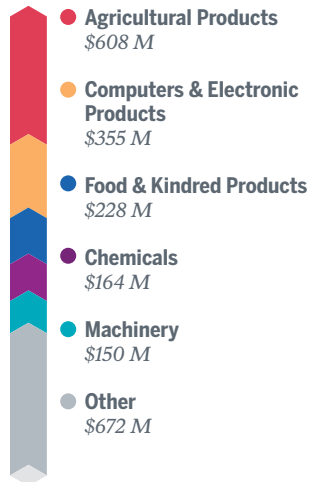 Agricultural Products
$608 M
Computers & Electronic
Products
$355 M
Food & Kindred Products
$228 M
Chemicals
$164 M
Machinery
$150 M
Other
$672 M